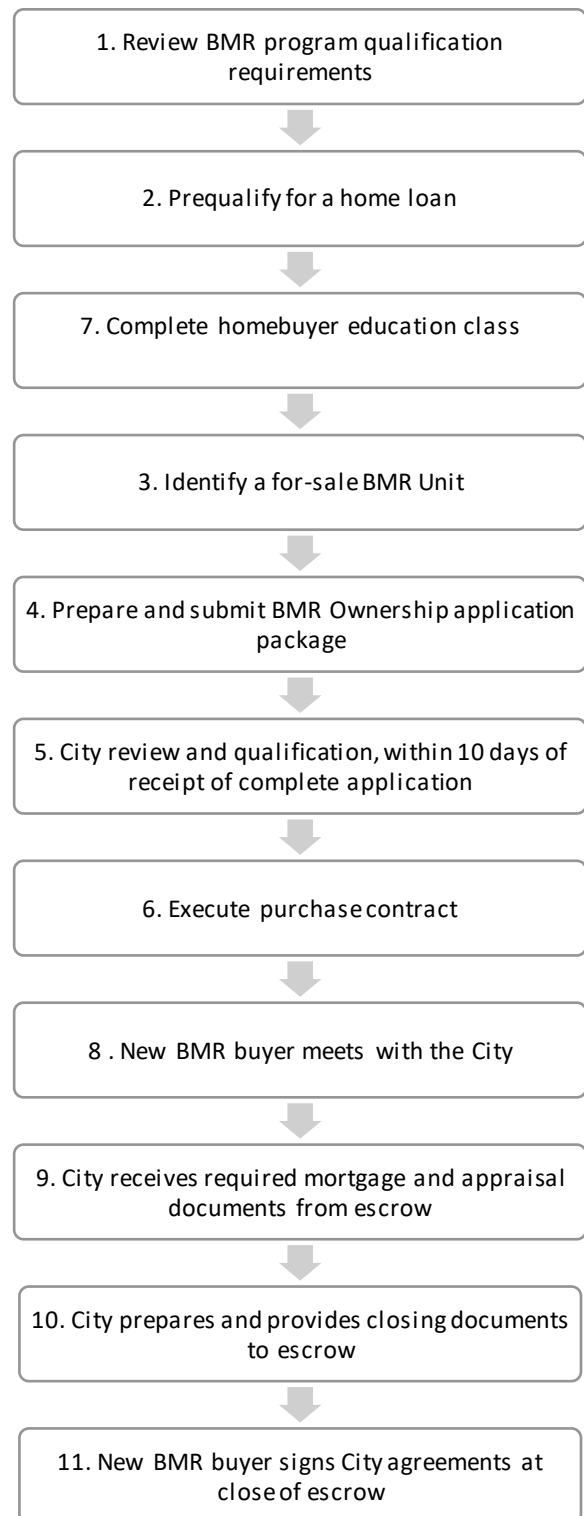 1. Review BMR program qualification
requirements
2. Prequalify for a home loan
7. Complete homebuyer education class
3. Identify a for-sale BMR Unit
4. Prepare and submit BMR Ownership application
package
5. City review and qualification, within 10 days of
receipt of complete application
6. Execute purchase contract
8 . New BMR buyer meets with the City
9. City receives required mortgage and appraisal
documents from escrow
10. City prepares and provides closing documents
to escrow
11. New BMR buyer signs City agreements at
close of escrow